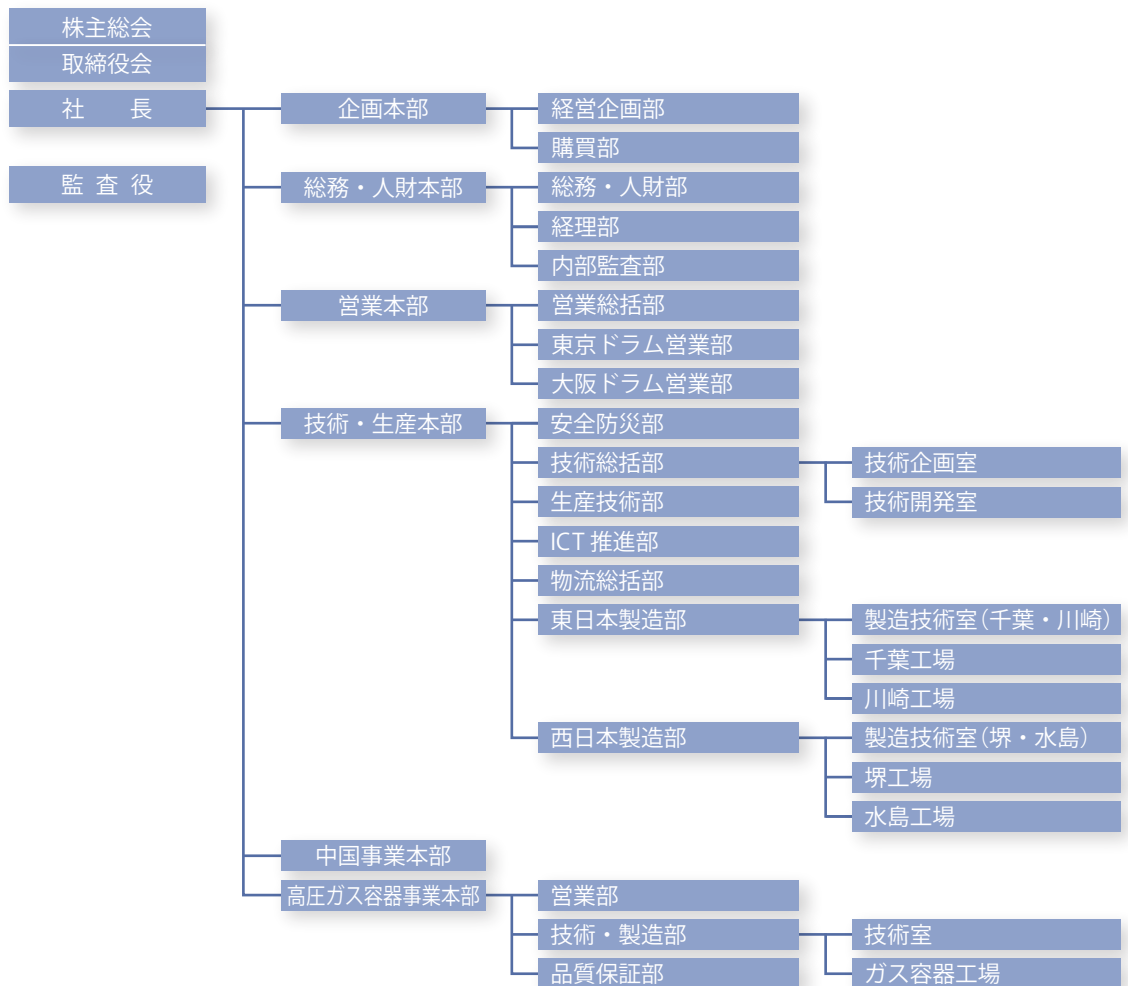 株主総会
取締役会
社　　長
監 査 役
企画本部
経営企画部
購買部
総務・人財本部
総務・人財部
経理部
内部監査部
営業本部
営業総括部
東京ドラム営業部
大阪ドラム営業部
技術・生産本部
安全防災部
技術総括部
技術企画室
技術開発室
生産技術部
ICT 推進部
物流総括部
東日本製造部
製造技術室（千葉・川崎）
千葉工場
川崎工場
西日本製造部
製造技術室（堺・水島）
堺工場
水島工場
中国事業本部
高圧ガス容器事業本部
営業部
技術・製造部
技術室
ガス容器工場
品質保証部